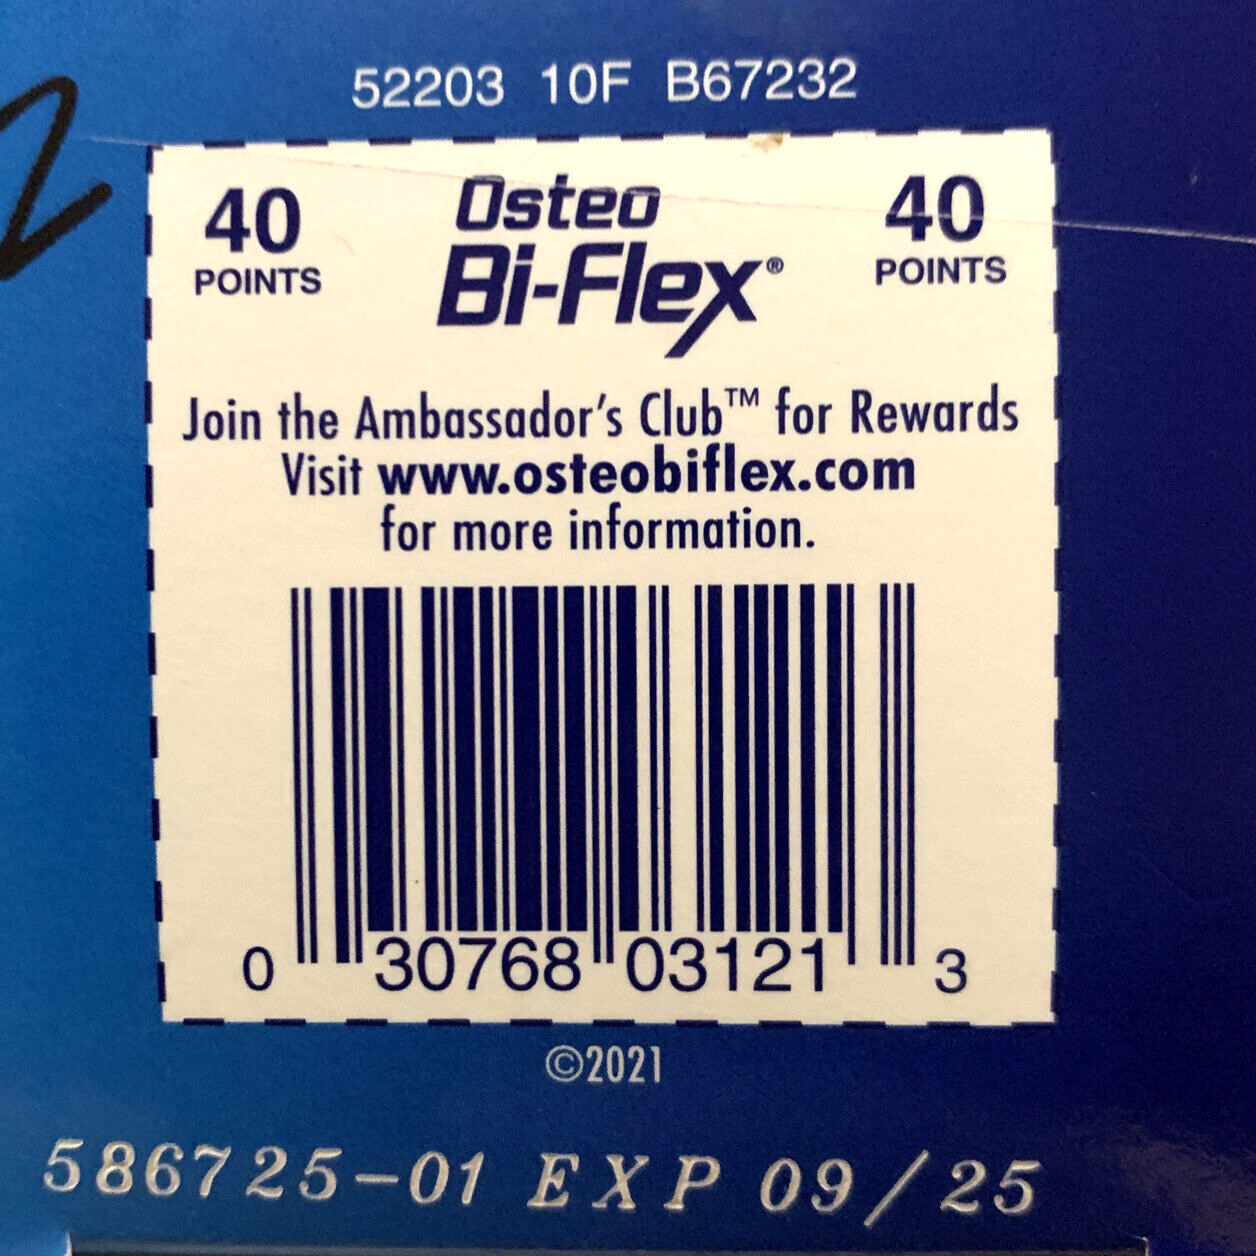 52203 10F B67232
2
40 POINTS
Osteo
Bi-Flex®
40 POINTS
Join the Ambassador's Club™ for Rewards
Visit www.osteobiflex.com
for more information.
0 30768 03121 3
©2021
586725-01 EXP 09/25